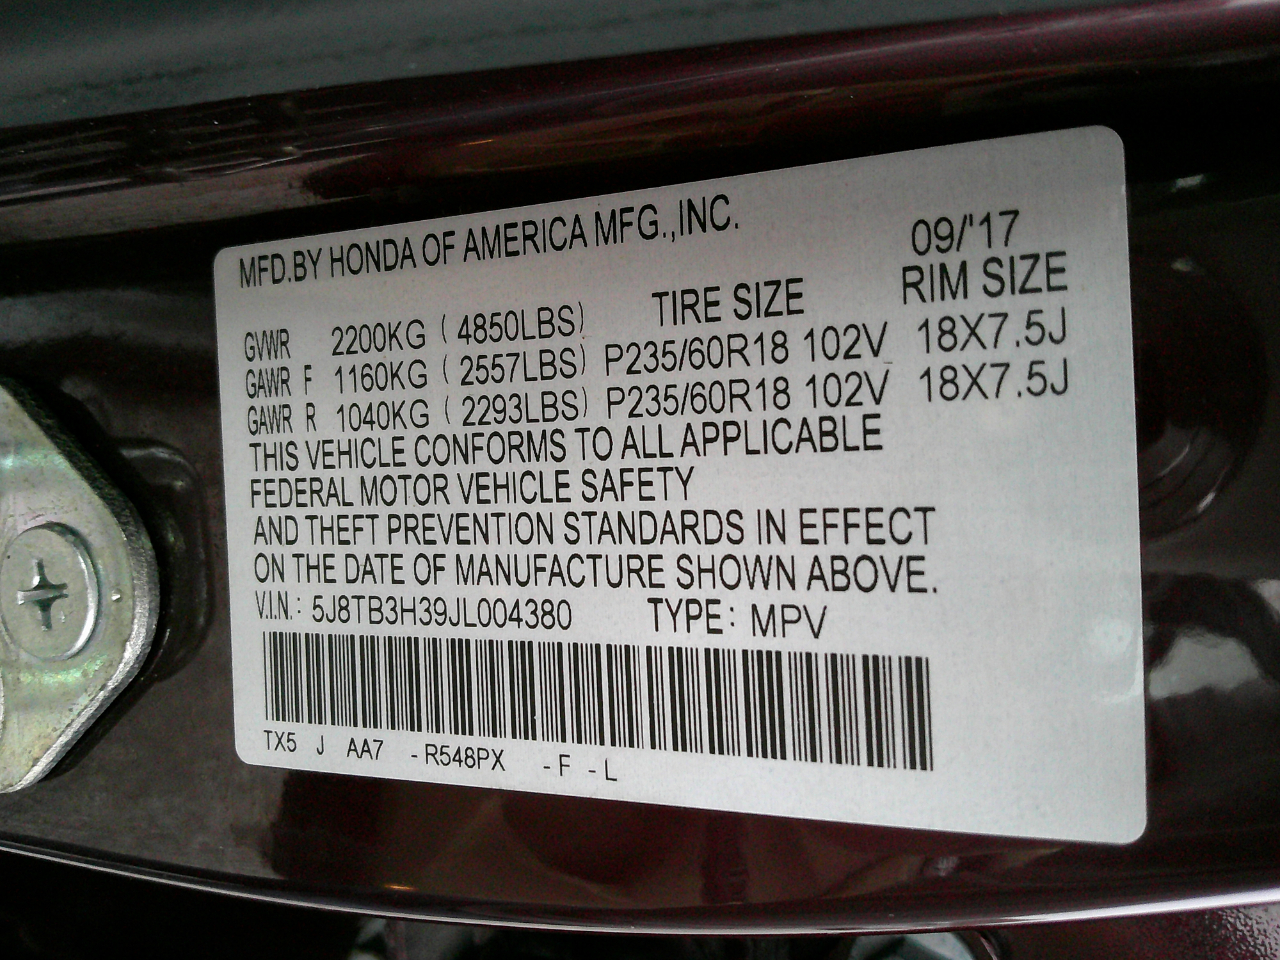 MFD.BY HONDA OF AMERICA MFG.,INC.
09/'17
TIRE SIZE RIM SIZE
GVWR 2200KG (4850LBS)
GAWR F 1160KG (2557LBS) P235/60R18 102V 18X7.5J
GAWR R 1040KG (2293LBS) P235/60R18 102V 18X7.5J
THIS VEHICLE CONFORMS TO ALL APPLICABLE
FEDERAL MOTOR VEHICLE SAFETY
AND THEFT PREVENTION STANDARDS IN EFFECT
ON THE DATE OF MANUFACTURE SHOWN ABOVE.
V.I.N.: 5J8TB3H39JL004380 TYPE: MPV
TX5 J AA7 -R548PX -F -L